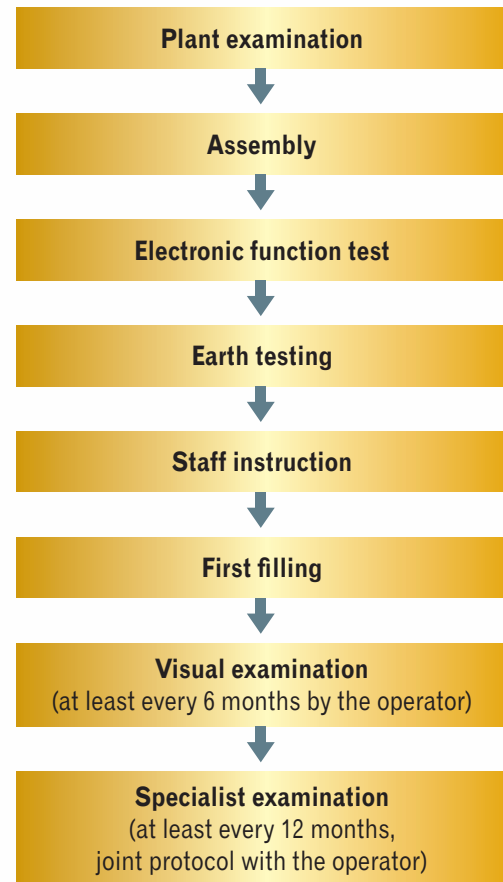 Plant examination
Assembly
Electronic function test
Earth testing
Staff instruction
First filling
Visual examination
(at least every 6 months by the operator)
Specialist examination
(at least every 12 months,
joint protocol with the operator)